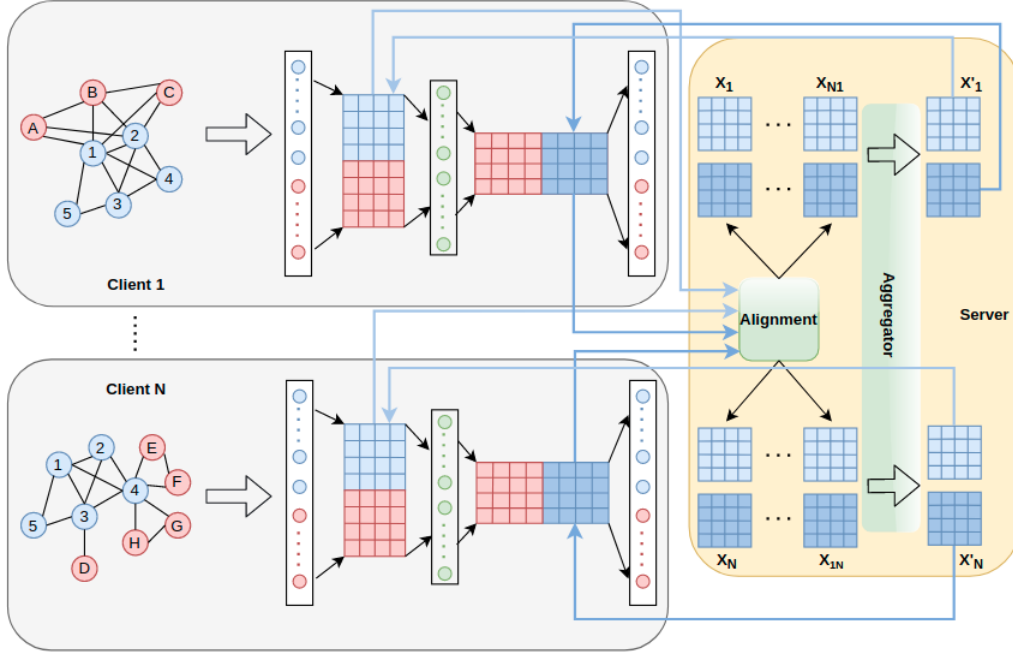 B
C
A
2
1
4
5
3
Client 1
Client N
2
E
1
F
4
3
G
5
H
D
X1
XN1
X'1
Alignment
Aggregator
Server
XN
X1N
X'N